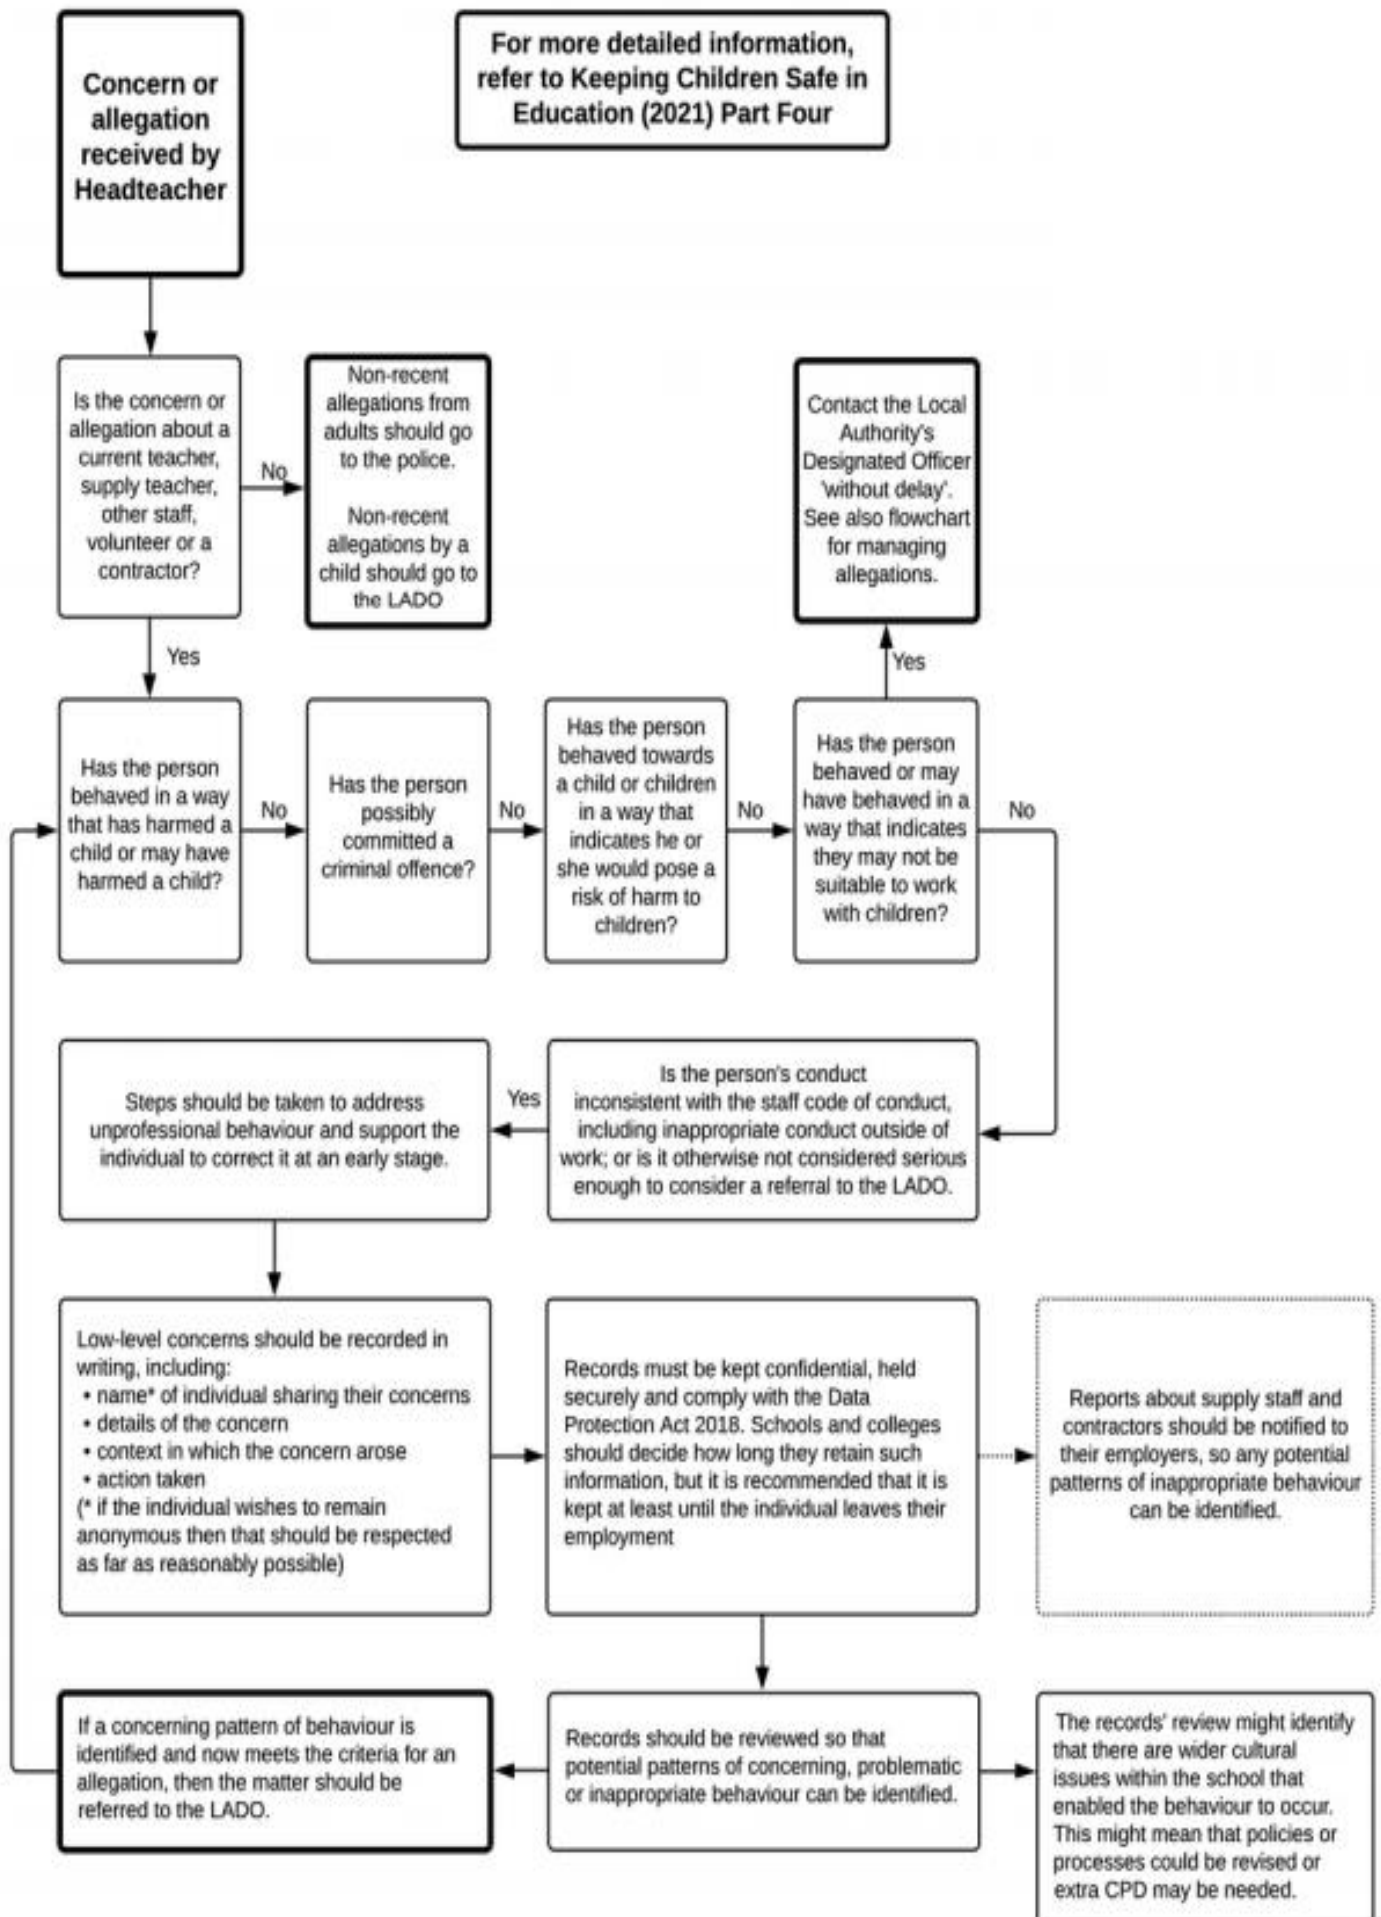 Concern or
allegation
received by
Headteacher
For more detailed information,
refer to Keeping Children Safe in
Education (2021) Part Four
Is the concern or
allegation about a
current teacher,
supply teacher,
other staff,
volunteer or a
contractor?
No
Non-recent
allegations from
adults should go
to the police.
Non-recent
allegations by a
child should go to
the LADO
Contact the Local
Authority's
Designated Officer
'without delay'.
See also flowchart
for managing
allegations.
Yes
Yes
Has the person
behaved in a way
that has harmed a
child or may have
harmed a child?
No
Has the person
possibly
committed a
criminal offence?
No
Has the person
behaved towards
a child or children
in a way that
indicates he or
she would pose a
risk of harm to
children?
No
Has the person
behaved or may
have behaved in a
way that indicates
they may not be
suitable to work
with children?
No
Is the person's conduct
inconsistent with the staff code of conduct,
including inappropriate conduct outside of
work; or is it otherwise not considered serious
enough to consider a referral to the LADO.
Yes
Steps should be taken to address
unprofessional behaviour and support the
individual to correct it at an early stage.
Low-level concerns should be recorded in
writing, including:
• name* of individual sharing their concerns
• details of the concern
• context in which the concern arose
• action taken
(* if the individual wishes to remain
anonymous then that should be respected
as far as reasonably possible)
Records must be kept confidential, held
securely and comply with the Data
Protection Act 2018. Schools and colleges
should decide how long they retain such
information, but it is recommended that it is
kept at least until the individual leaves their
employment
Reports about supply staff and
contractors should be notified to
their employers, so any potential
patterns of inappropriate behaviour
can be identified.
If a concerning pattern of behaviour is
identified and now meets the criteria for an
allegation, then the matter should be
referred to the LADO.
Records should be reviewed so that
potential patterns of concerning, problematic
or inappropriate behaviour can be identified.
The records' review might identify
that there are wider cultural
issues within the school that
enabled the behaviour to occur.
This might mean that policies or
processes could be revised or
extra CPD may be needed.